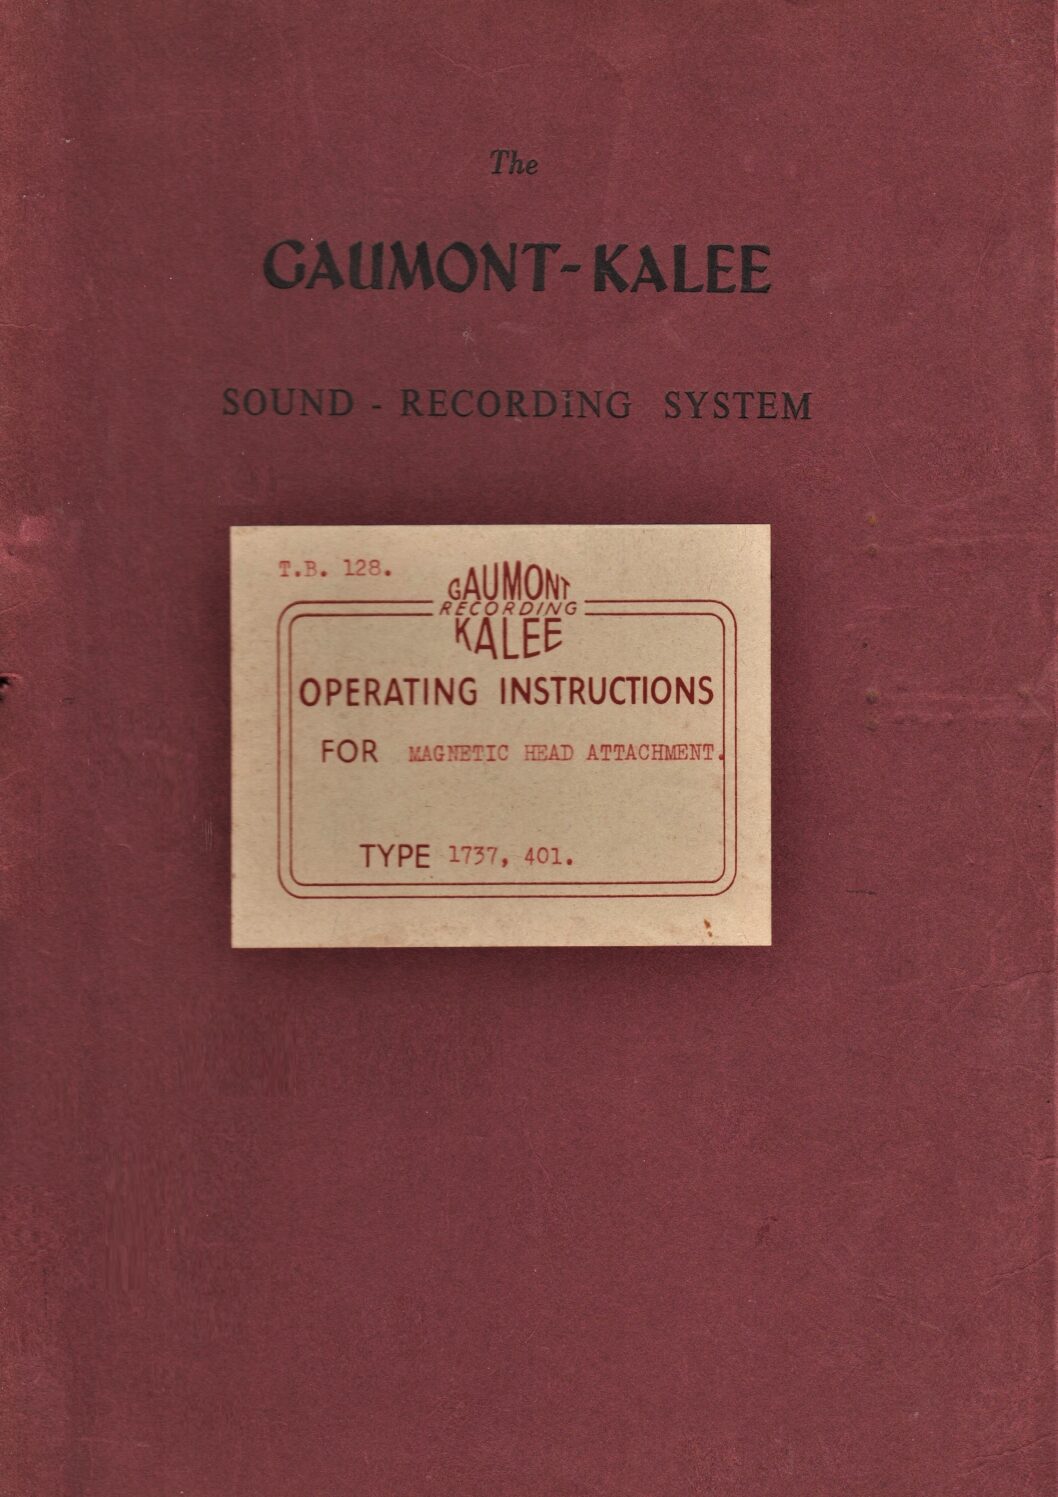 The
GAUMONT-KALEE
SOUND - RECORDING SYSTEM
T.B. 128.
GAUMONT
RECORDING
KALEE
OPERATING INSTRUCTIONS
FOR MAGNETIC HEAD ATTACHMENT.
TYPE 1737, 401.